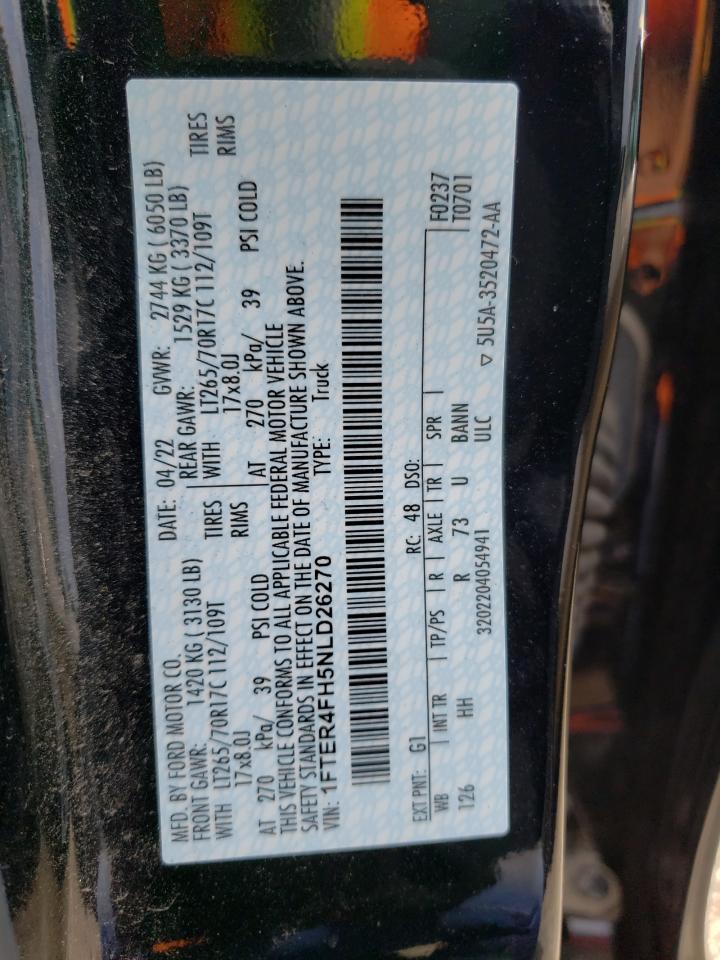 MFD. BY FORD MOTOR CO.
DATE: 04/22 GVWR: 2744 KG ( 6050 LB)
FRONT GAWR: 1420 KG ( 3130 LB)
REAR GAWR: 1529 KG ( 3370 LB)
WITH LT265/70R17C 112/109T TIRES
WITH LT265/70R17C 112/109T TIRES
17x8.0J RIMS
17x8.0J RIMS
AT 270 kPa/ 39 PSI COLD
AT 270 kPa/ 39 PSI COLD
THIS VEHICLE CONFORMS TO ALL APPLICABLE FEDERAL MOTOR VEHICLE
SAFETY STANDARDS IN EFFECT ON THE DATE OF MANUFACTURE SHOWN ABOVE.
VIN: 1FTER4FH5NLD26270 TYPE: Truck
EXT PNT: G1 RC: 48 DSO: F0237
WB INT TR TP/PS R AXLE TR SPR T0701
126 HH R 73 U BANN
3202204054941 ULC ▽ 5U5A-3520472-AA